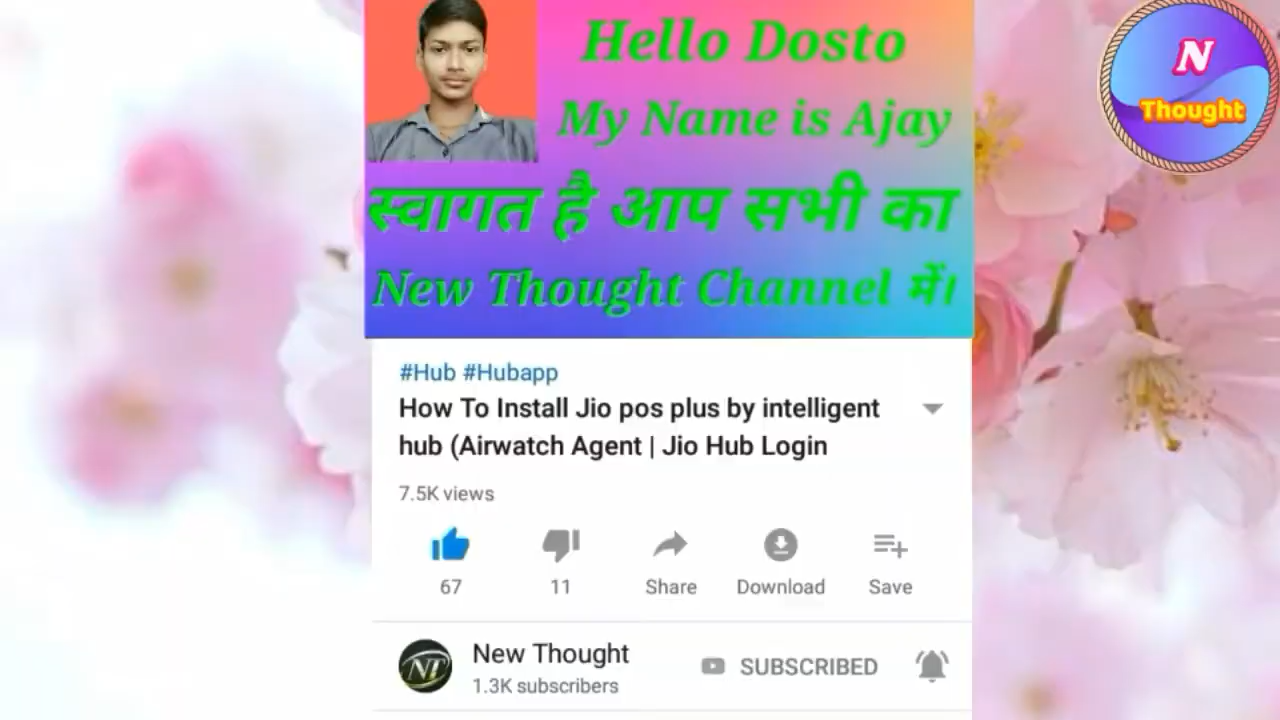 Hello Dosto
My Name is Ajay
स्वागत है आप सभी का
New Thought Channel में।
N
Thought
#Hub #Hubapp
How To Install Jio pos plus by intelligent
hub (Airwatch Agent | Jio Hub Login
7.5K views
67
11
Share
Download
Save
NT
New Thought
1.3K subscribers
SUBSCRIBED